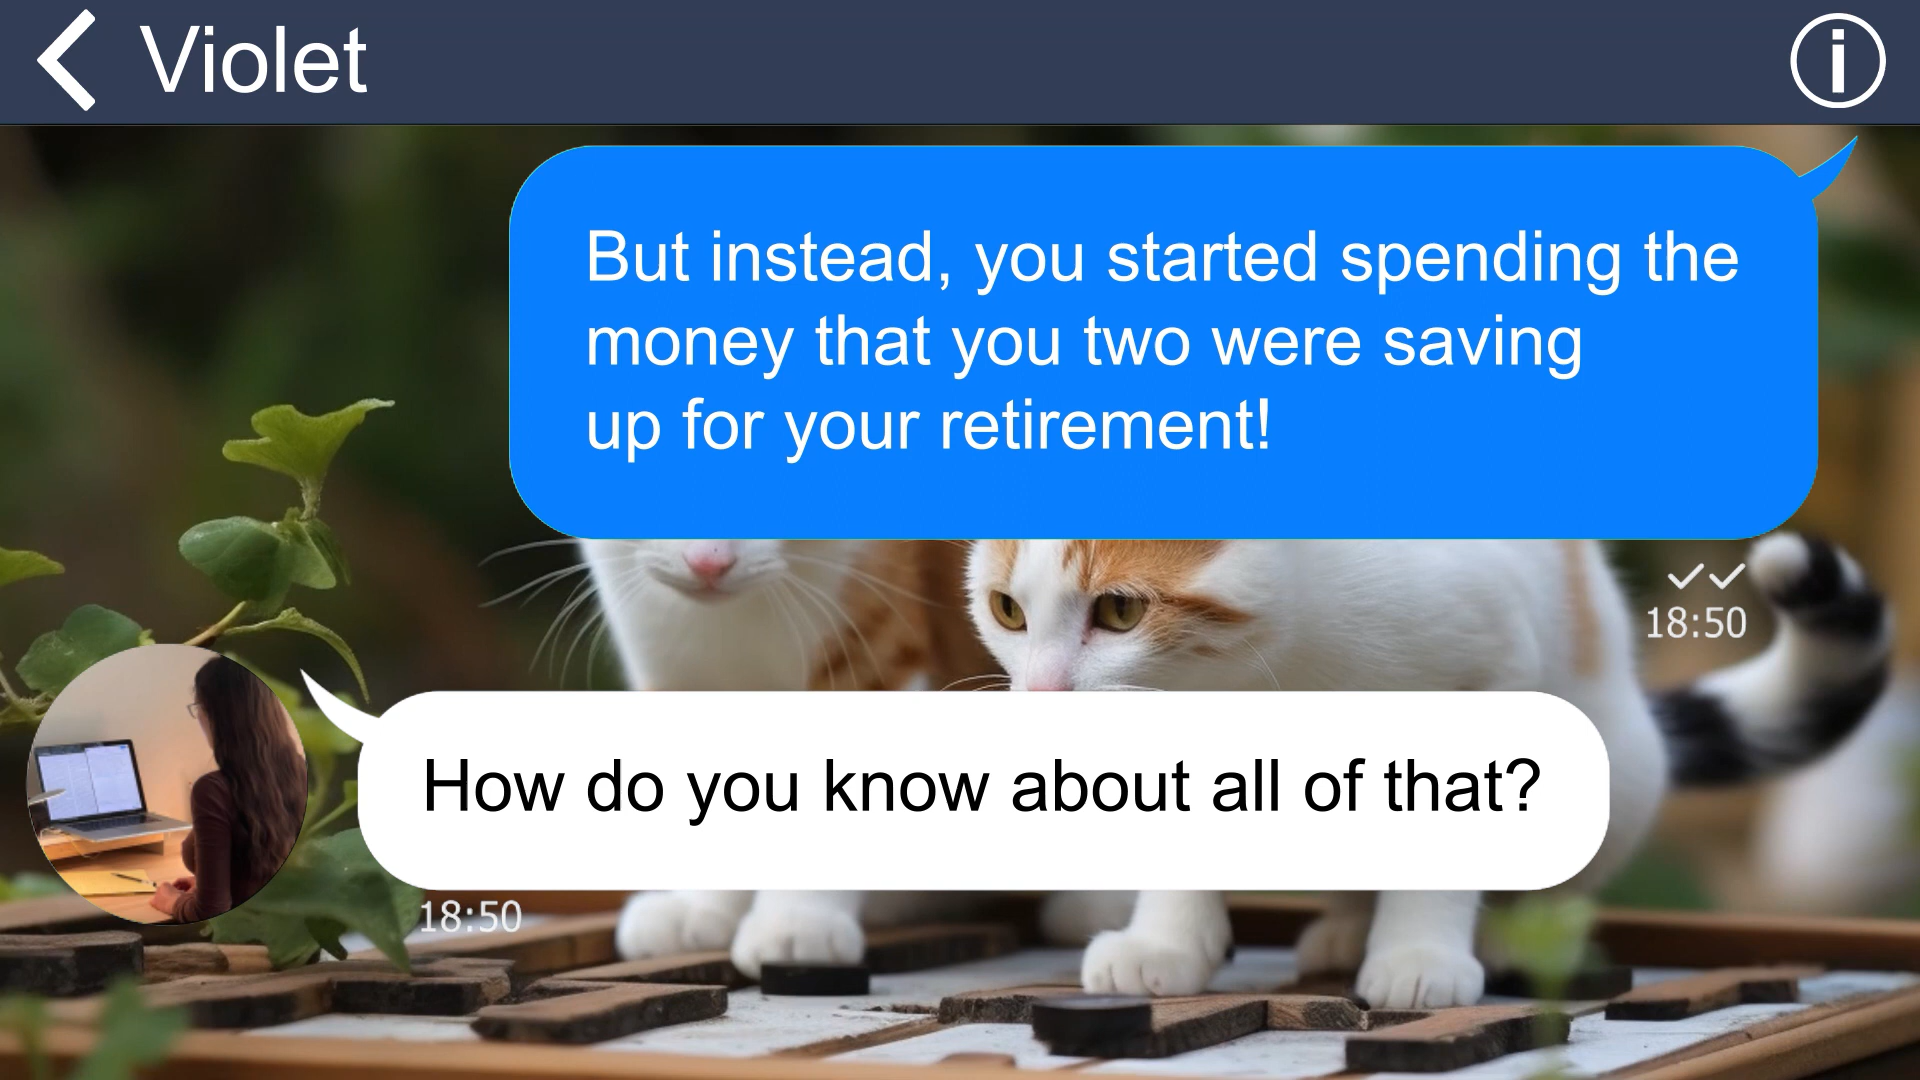 Violet
But instead, you started spending the
money that you two were saving
up for your retirement!
18:50
How do you know about all of that?
18:50